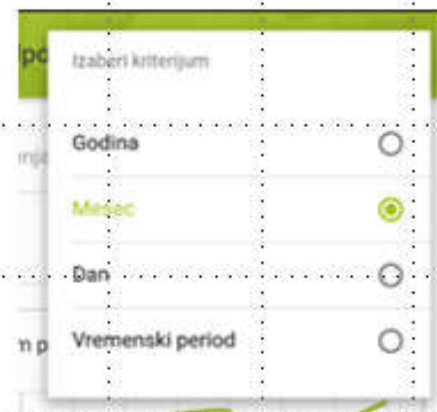 Izaberi kriterijum
Godina
Mesec
Dan
Vremenski period